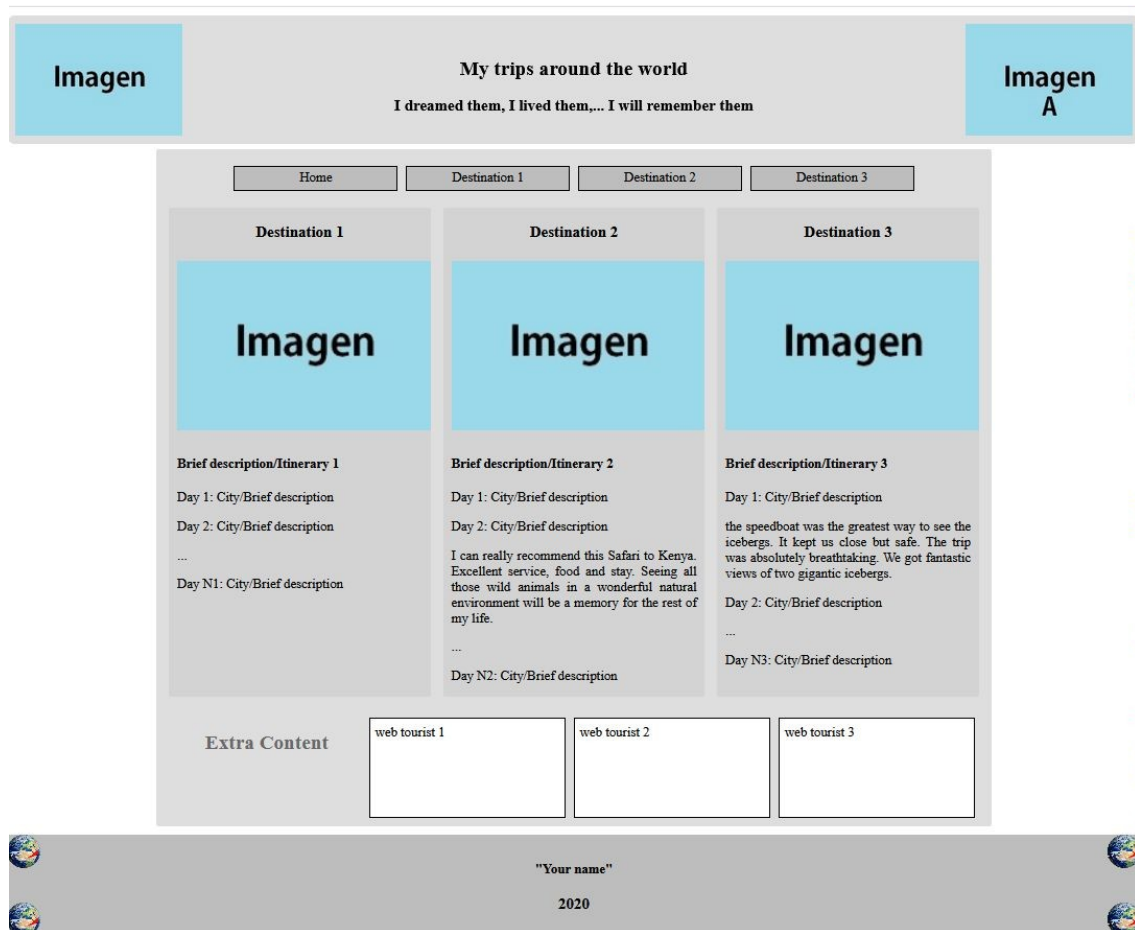 Imagen
My trips around the world
I dreamed them, I lived them,... I will remember them
Imagen
A
Home
Destination 1
Destination 2
Destination 3
Destination 1
Imagen
Brief description/Itinerary 1
Day 1: City/Brief description
Day 2: City/Brief description
...
Day N1: City/Brief description
Destination 2
Imagen
Brief description/Itinerary 2
Day 1: City/Brief description
Day 2: City/Brief description
I can really recommend this Safari to Kenya.
Excellent service, food and stay. Seeing all
those wild animals in a wonderful natural
environment will be a memory for the rest of
my life.
...
Day N2: City/Brief description
Destination 3
Imagen
Brief description/Itinerary 3
Day 1: City/Brief description
the speedboat was the greatest way to see the
icebergs. It kept us close but safe. The trip
was absolutely breathtaking. We got fantastic
views of two gigantic icebergs.
Day 2: City/Brief description
...
Day N3: City/Brief description
Extra Content
web tourist 1
web tourist 2
web tourist 3
"Your name"
2020